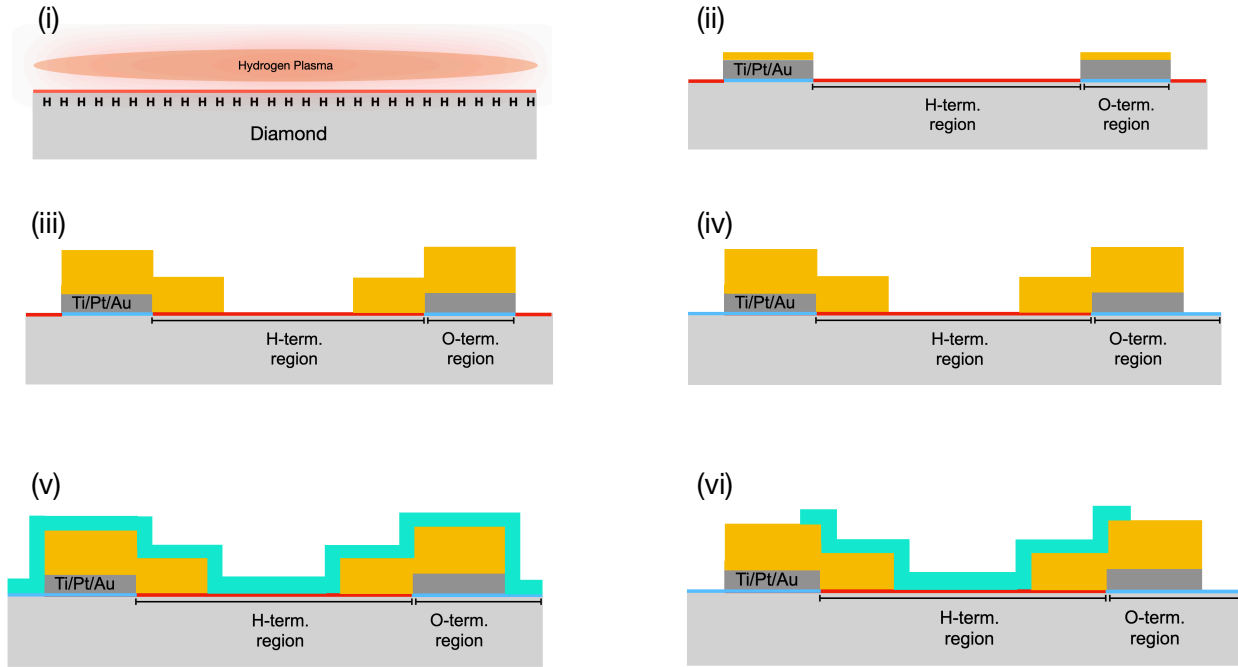 (i)
Hydrogen Plasma
H H H H H H H H H H H H H H H H H H H H H H H H H H
Diamond
(ii)
Ti/Pt/Au
H-term.
region
O-term.
region
(iii)
Ti/Pt/Au
H-term.
region
O-term.
region
(iv)
Ti/Pt/Au
H-term.
region
O-term.
region
(v)
Ti/Pt/Au
H-term.
region
O-term.
region
(vi)
Ti/Pt/Au
H-term.
region
O-term.
region